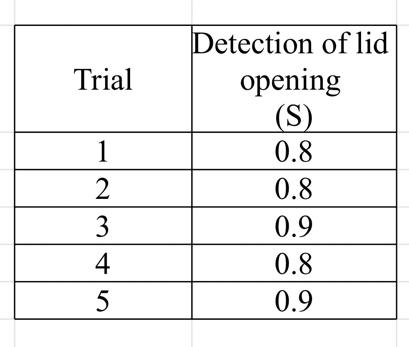 Trial
Detection of lid
opening
(S)
1 0.8
2 0.8
3 0.9
4 0.8
5 0.9